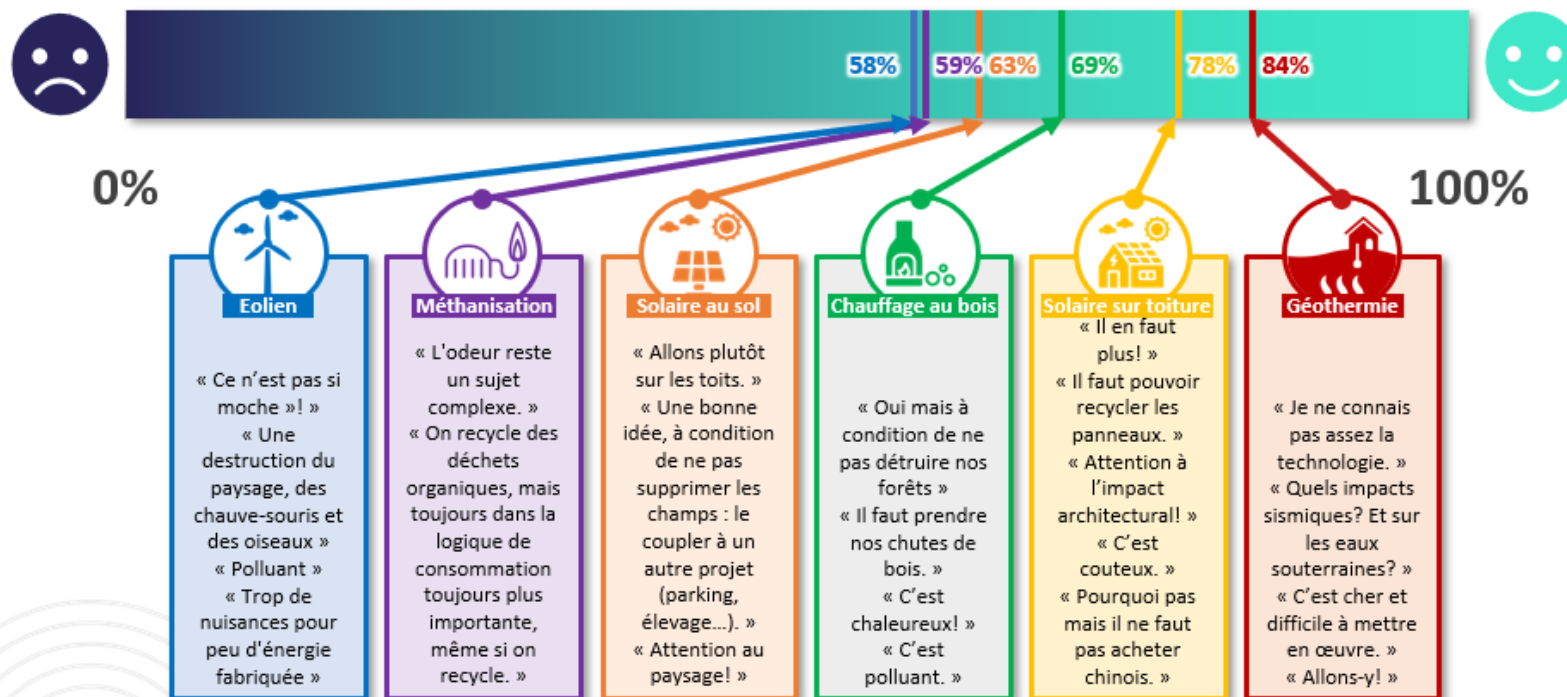 58%
59%
63%
69%
78%
84%
0%
100%
Eolien
« Ce n’est pas si
moche »! »
« Une
destruction du
paysage, des
chauve-souris et
des oiseaux »
« Polluant »
« Trop de
nuisances pour
peu d'énergie
fabriquée »
Méthanisation
« L'odeur reste
un sujet
complexe. »
« On recycle des
déchets
organiques, mais
toujours dans la
logique de
consommation
toujours plus
importante,
même si on
recycle. »
Solaire au sol
« Allons plutôt
sur les toits. »
« Une bonne
idée, à condition
de ne pas
supprimer les
champs : le
coupler à un
autre projet
(parking,
élevage...). »
« Attention au
paysage! »
Chauffage au bois
« Oui mais à
condition de ne
pas détruire nos
forêts »
« Il faut prendre
nos chutes de
bois. »
« C’est
chaleureux! »
« C’est
polluant. »
Solaire sur toiture
« Il en faut
plus! »
« Il faut pouvoir
recycler les
panneaux. »
« Attention à
l’impact
architectural! »
« C’est
couteux. »
« Pourquoi pas
mais il ne faut
pas acheter
chinois. »
Géothermie
« Je ne connais
pas assez la
technologie. »
« Quels impacts
sismiques? Et sur
les eaux
souterraines? »
« C’est cher et
difficile à mettre
en œuvre. »
« Allons-y! »